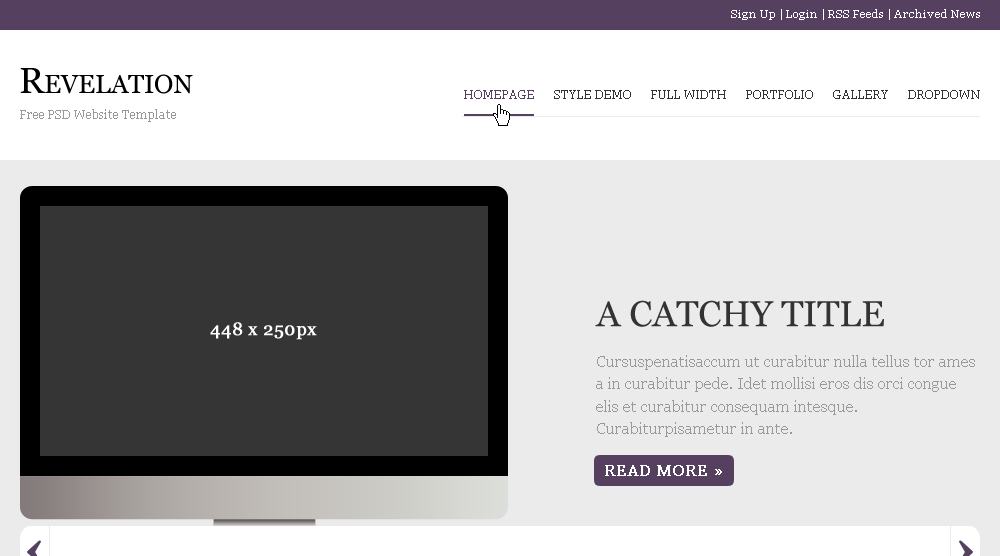 Sign Up | Login | RSS Feeds | Archived News
REVELATION
Free PSD Website Template
HOMEPAGE STYLE DEMO FULL WIDTH PORTFOLIO GALLERY DROPDOWN
448 x 250px
A CATCHY TITLE
Cursuspenatisaccum ut curabitur nulla tellus tor ames
a in curabitur pede. Idet mollisi eros dis orci congue
elis et curabitur consequam intesque.
Curabiturpisametur in ante.
READ MORE »